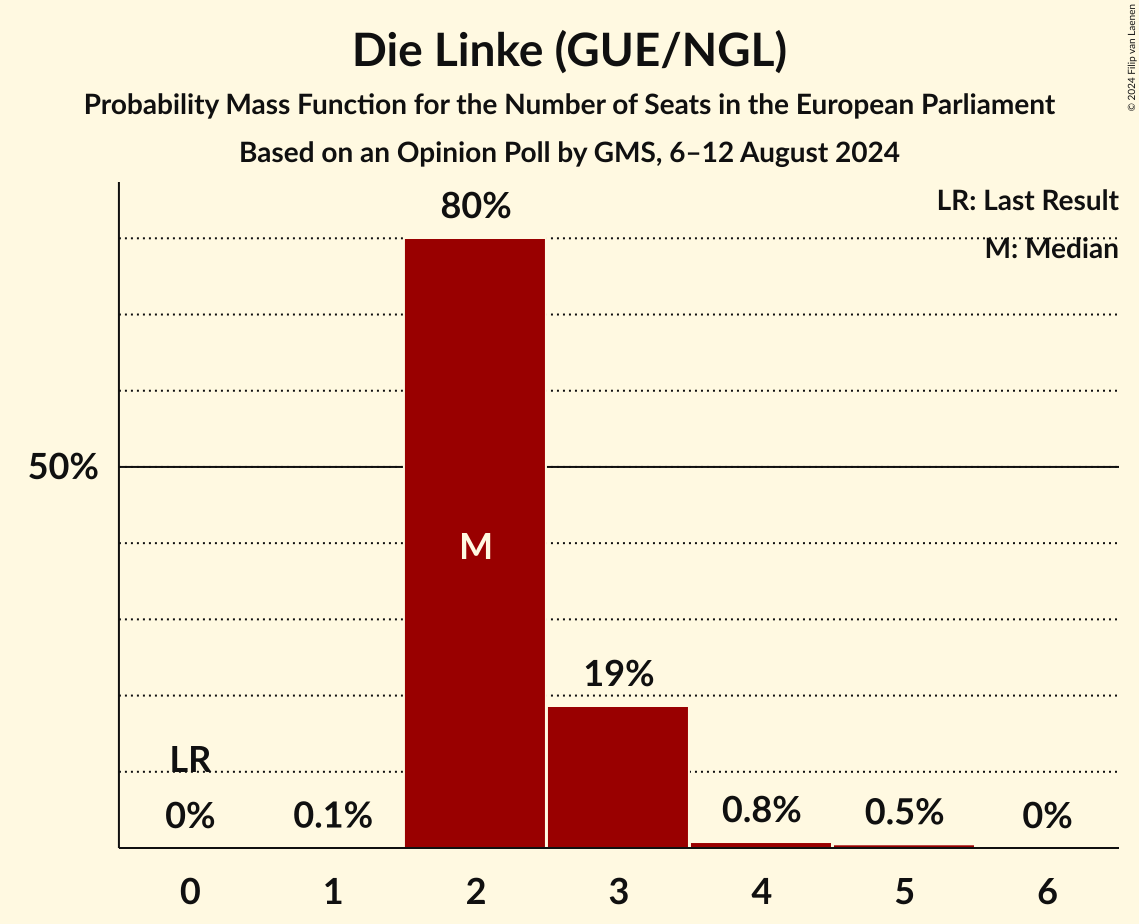 Die Linke (GUE/NGL)
Probability Mass Function for the Number of Seats in the European Parliament
Based on an Opinion Poll by GMS, 6–12 August 2024
© 2024 Filip van Laenen
LR: Last Result
M: Median
80%
50%
M
19%
LR
0%
0.1%
0.8%
0.5%
0%
0 1 2 3 4 5 6